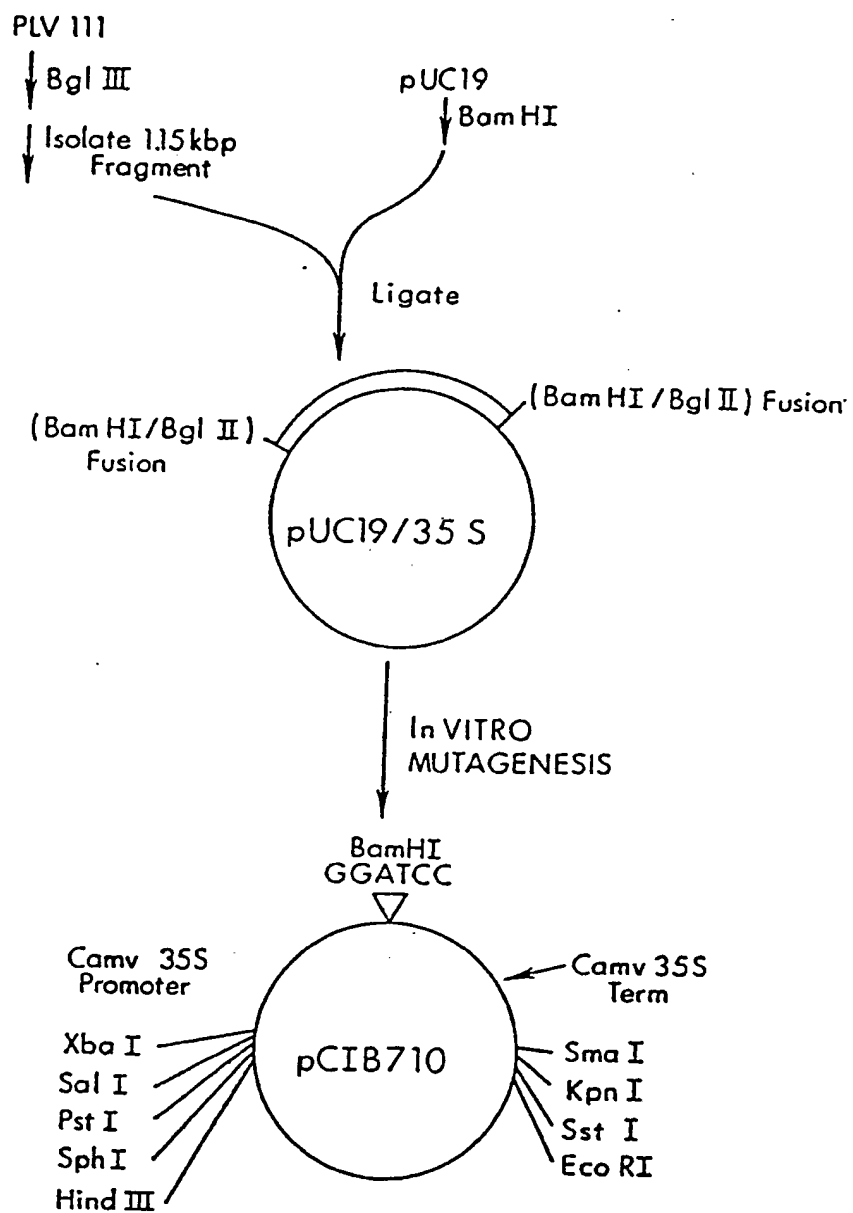 PLV 111
Bgl III
Isolate 1.15 kbp
Fragment
pUC19
Bam HI
Ligate
(Bam HI/Bgl II)
Fusion
(Bam HI/Bgl II) Fusion
pUC19/35 S
In VITRO
MUTAGENESIS
BamHI
GGATCC
Camv 35S
Promoter
Camv 35S
Term
pCIB710
Xba I
Sal I
Pst I
Sph I
Hind III
Sma I
Kpn I
Sst I
Eco RI